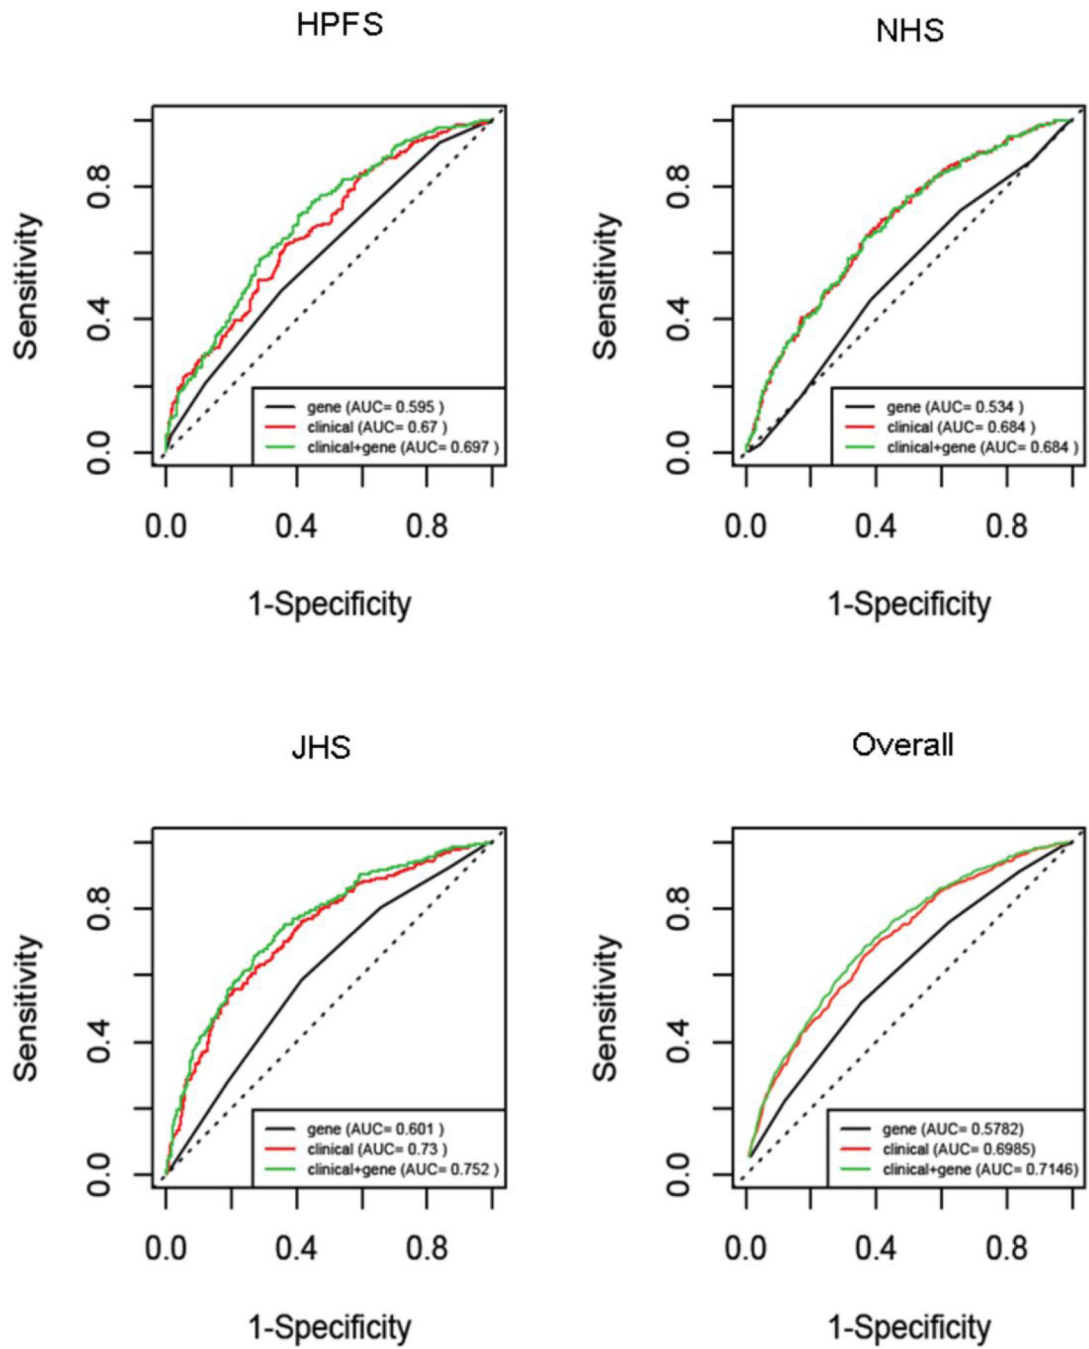 HPFS
Sensitivity
0.8
0.4
0.0
gene (AUC= 0.595 )
clinical (AUC= 0.67 )
clinical+gene (AUC= 0.697 )
0.0 0.4 0.8
1-Specificity
NHS
Sensitivity
0.8
0.4
0.0
gene (AUC= 0.534 )
clinical (AUC= 0.684 )
clinical+gene (AUC= 0.684 )
0.0 0.4 0.8
1-Specificity
JHS
Sensitivity
0.8
0.4
0.0
gene (AUC= 0.601 )
clinical (AUC= 0.73 )
clinical+gene (AUC= 0.752 )
0.0 0.4 0.8
1-Specificity
Overall
Sensitivity
0.8
0.4
0.0
gene (AUC= 0.5782)
clinical (AUC= 0.6985)
clinical+gene (AUC= 0.7146)
0.0 0.4 0.8
1-Specificity